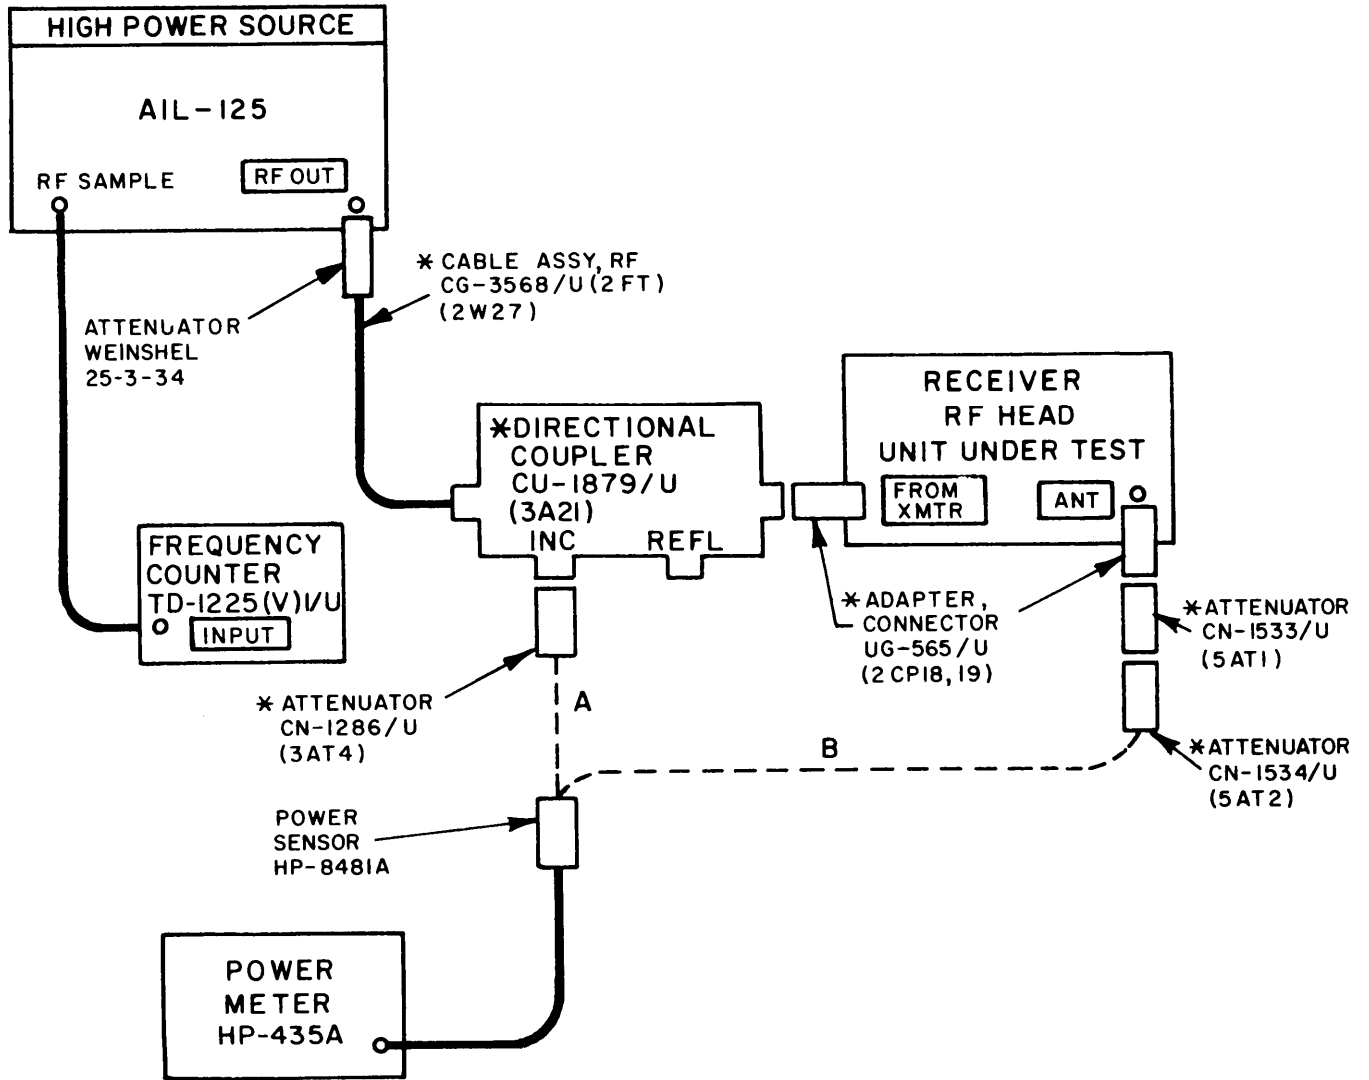 HIGH POWER SOURCE
AIL-125
RF SAMPLE
RF OUT
* CABLE ASSY, RF
CG-3568/U (2 FT)
(2W27)
ATTENUATOR
WEINSHEL
25-3-34
RECEIVER
RF HEAD
UNIT UNDER TEST
FROM
XMTR
ANT
*DIRECTIONAL
COUPLER
CU-1879/U
(3A21)
INC
REFL
FREQUENCY
COUNTER
TD-1225(V)1/U
INPUT
* ADAPTER,
CONNECTOR
UG-565/U
(2CP18,19)
*ATTENUATOR
CN-1533/U
(5AT1)
* ATTENUATOR
CN-1286/U
(3AT4)
A
B
*ATTENUATOR
CN-1534/U
(5AT2)
POWER
SENSOR
HP-8481A
POWER
METER
HP-435A